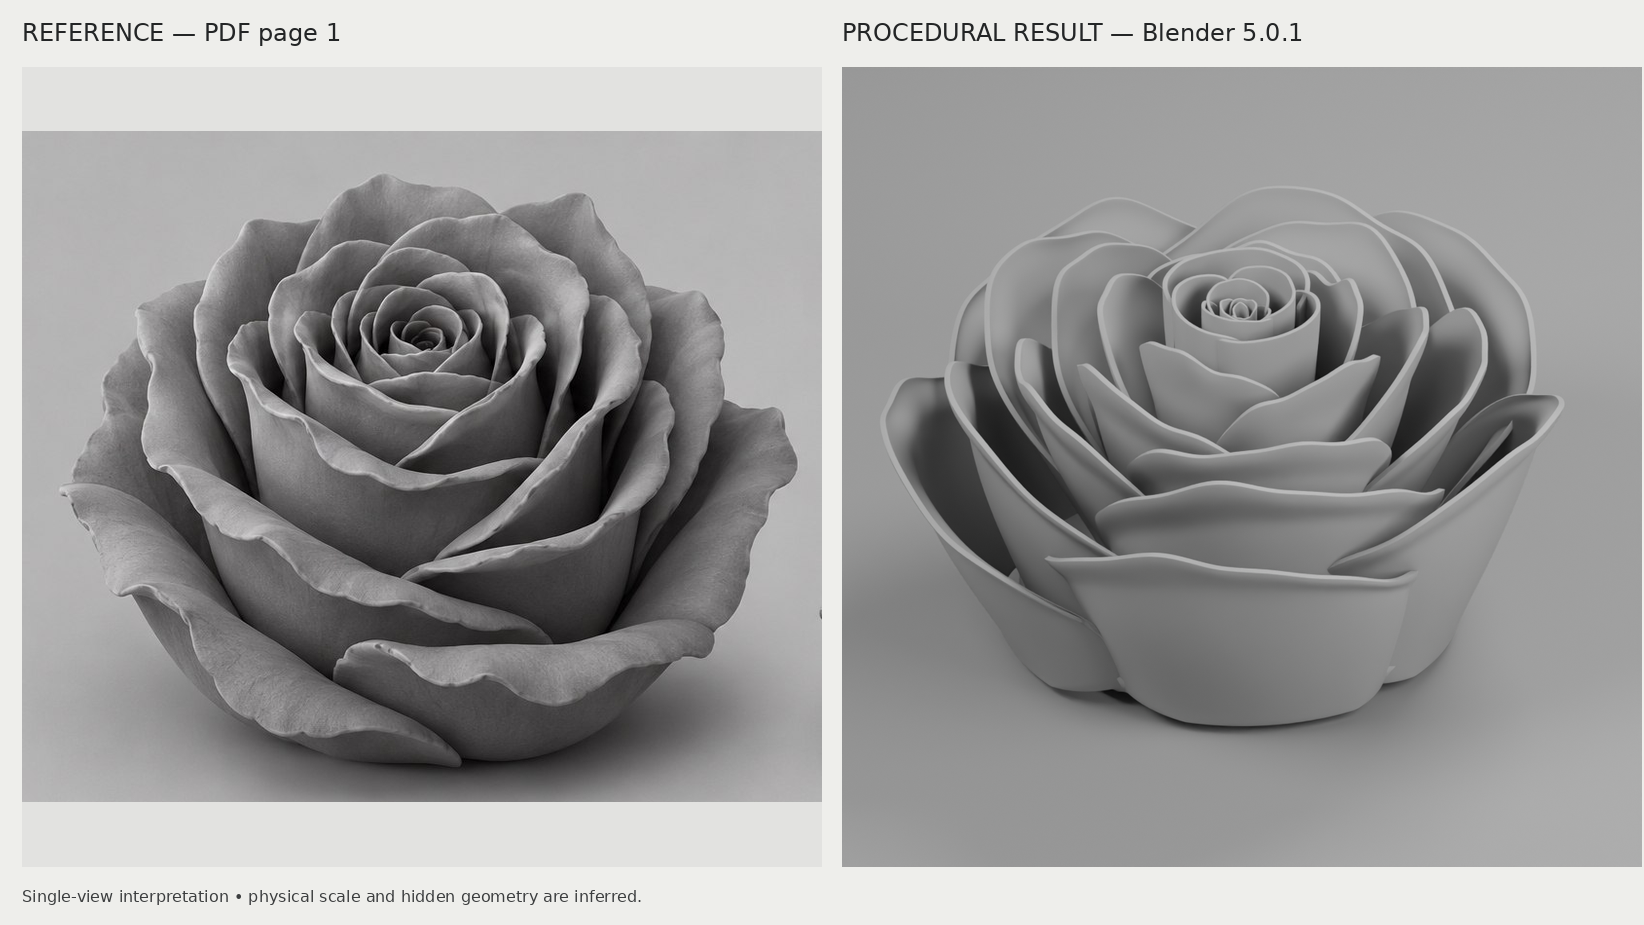 REFERENCE — PDF page 1
PROCEDURAL RESULT — Blender 5.0.1
Single-view interpretation • physical scale and hidden geometry are inferred.